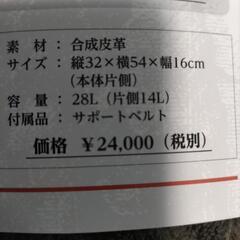 素　材：合成皮革
サイズ：縦32×横54×幅16cm
（本体片側）
容　量：28L（片側14L）
付属品：サポートベルト
価格　￥24,000（税別）